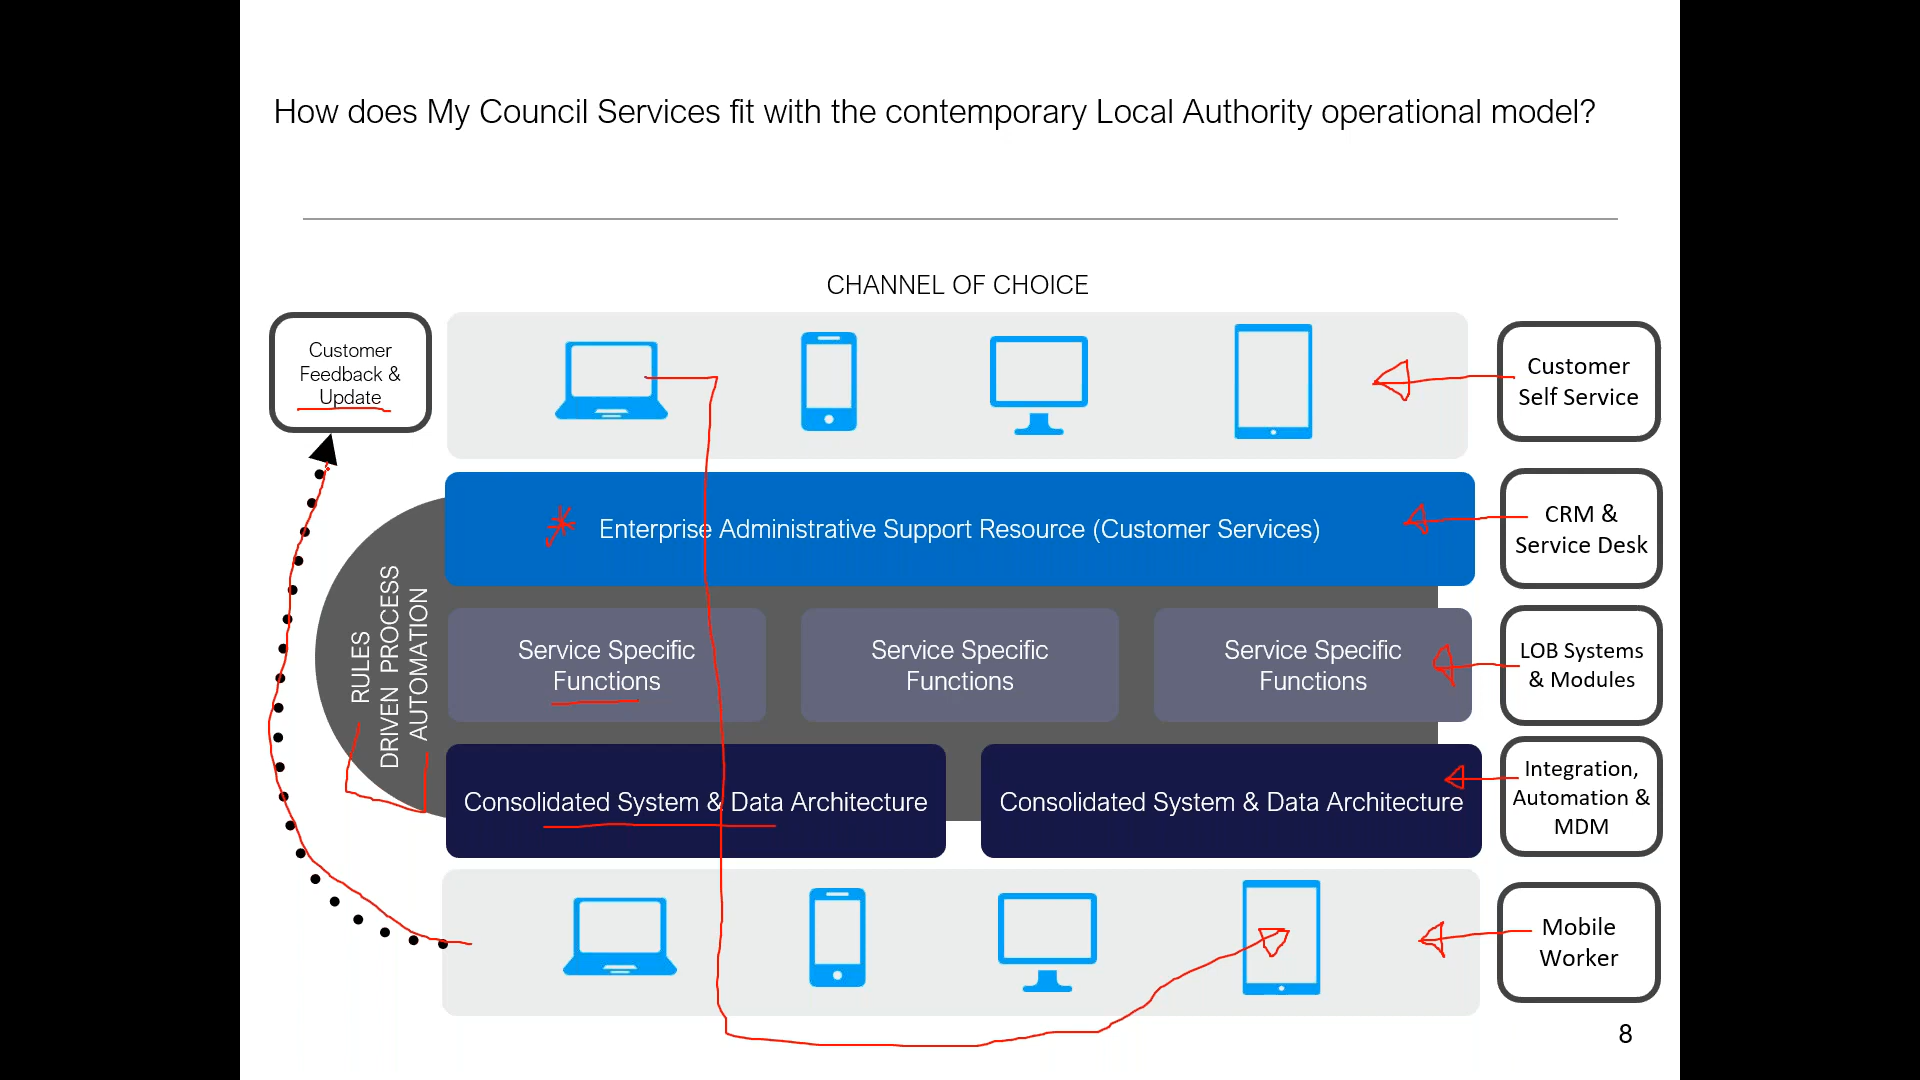 How does My Council Services fit with the contemporary Local Authority operational model?
CHANNEL OF CHOICE
Customer
Feedback &
Update
Customer
Self Service
Enterprise Administrative Support Resource (Customer Services)
CRM &
Service Desk
RULES
DRIVEN PROCESS
AUTOMATION
Service Specific
Functions
Service Specific
Functions
Service Specific
Functions
LOB Systems
& Modules
Consolidated System & Data Architecture
Consolidated System & Data Architecture
Integration,
Automation &
MDM
Mobile
Worker
8